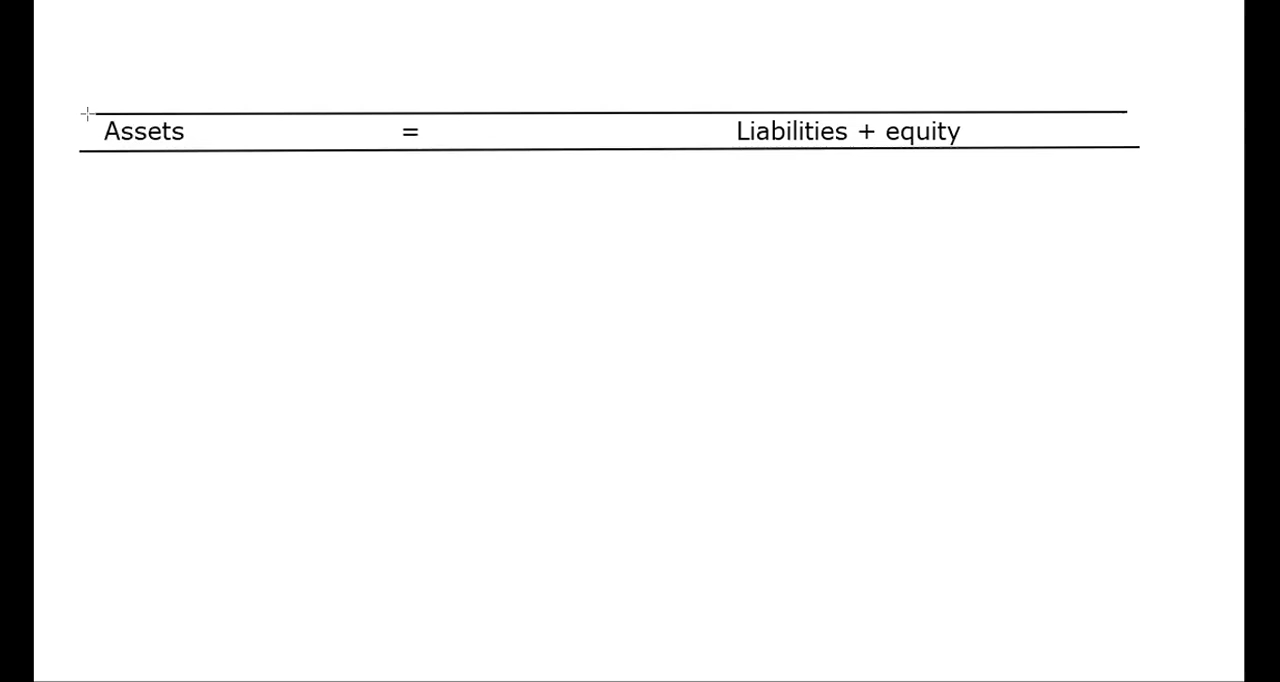 Assets = Liabilities + equity